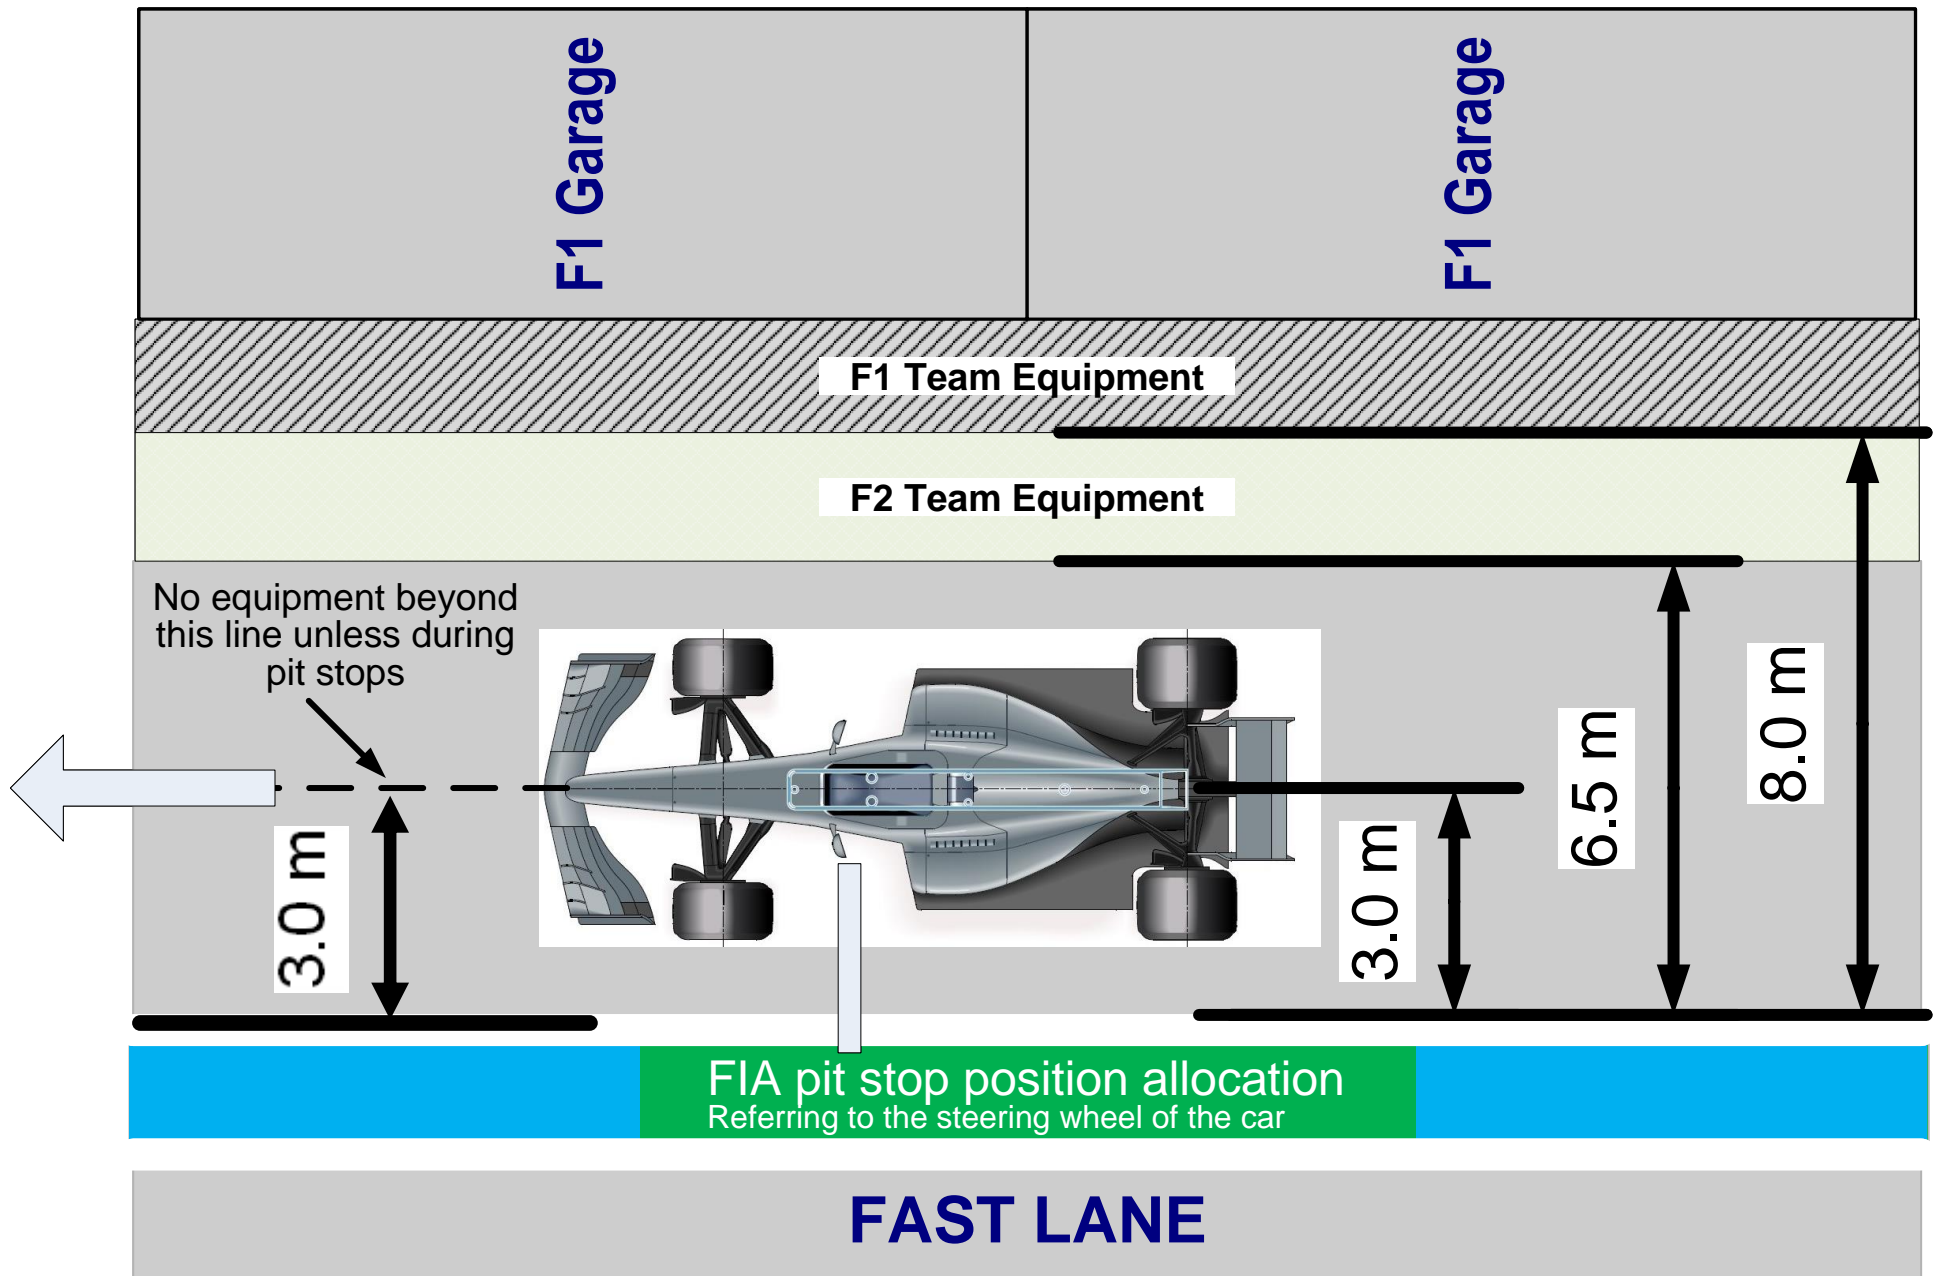 F1 Garage
F1 Garage
F1 Team Equipment
F2 Team Equipment
No equipment beyond
this line unless during
pit stops
3.0 m
3.0 m
6.5 m
8.0 m
FIA pit stop position allocation
Referring to the steering wheel of the car
FAST LANE